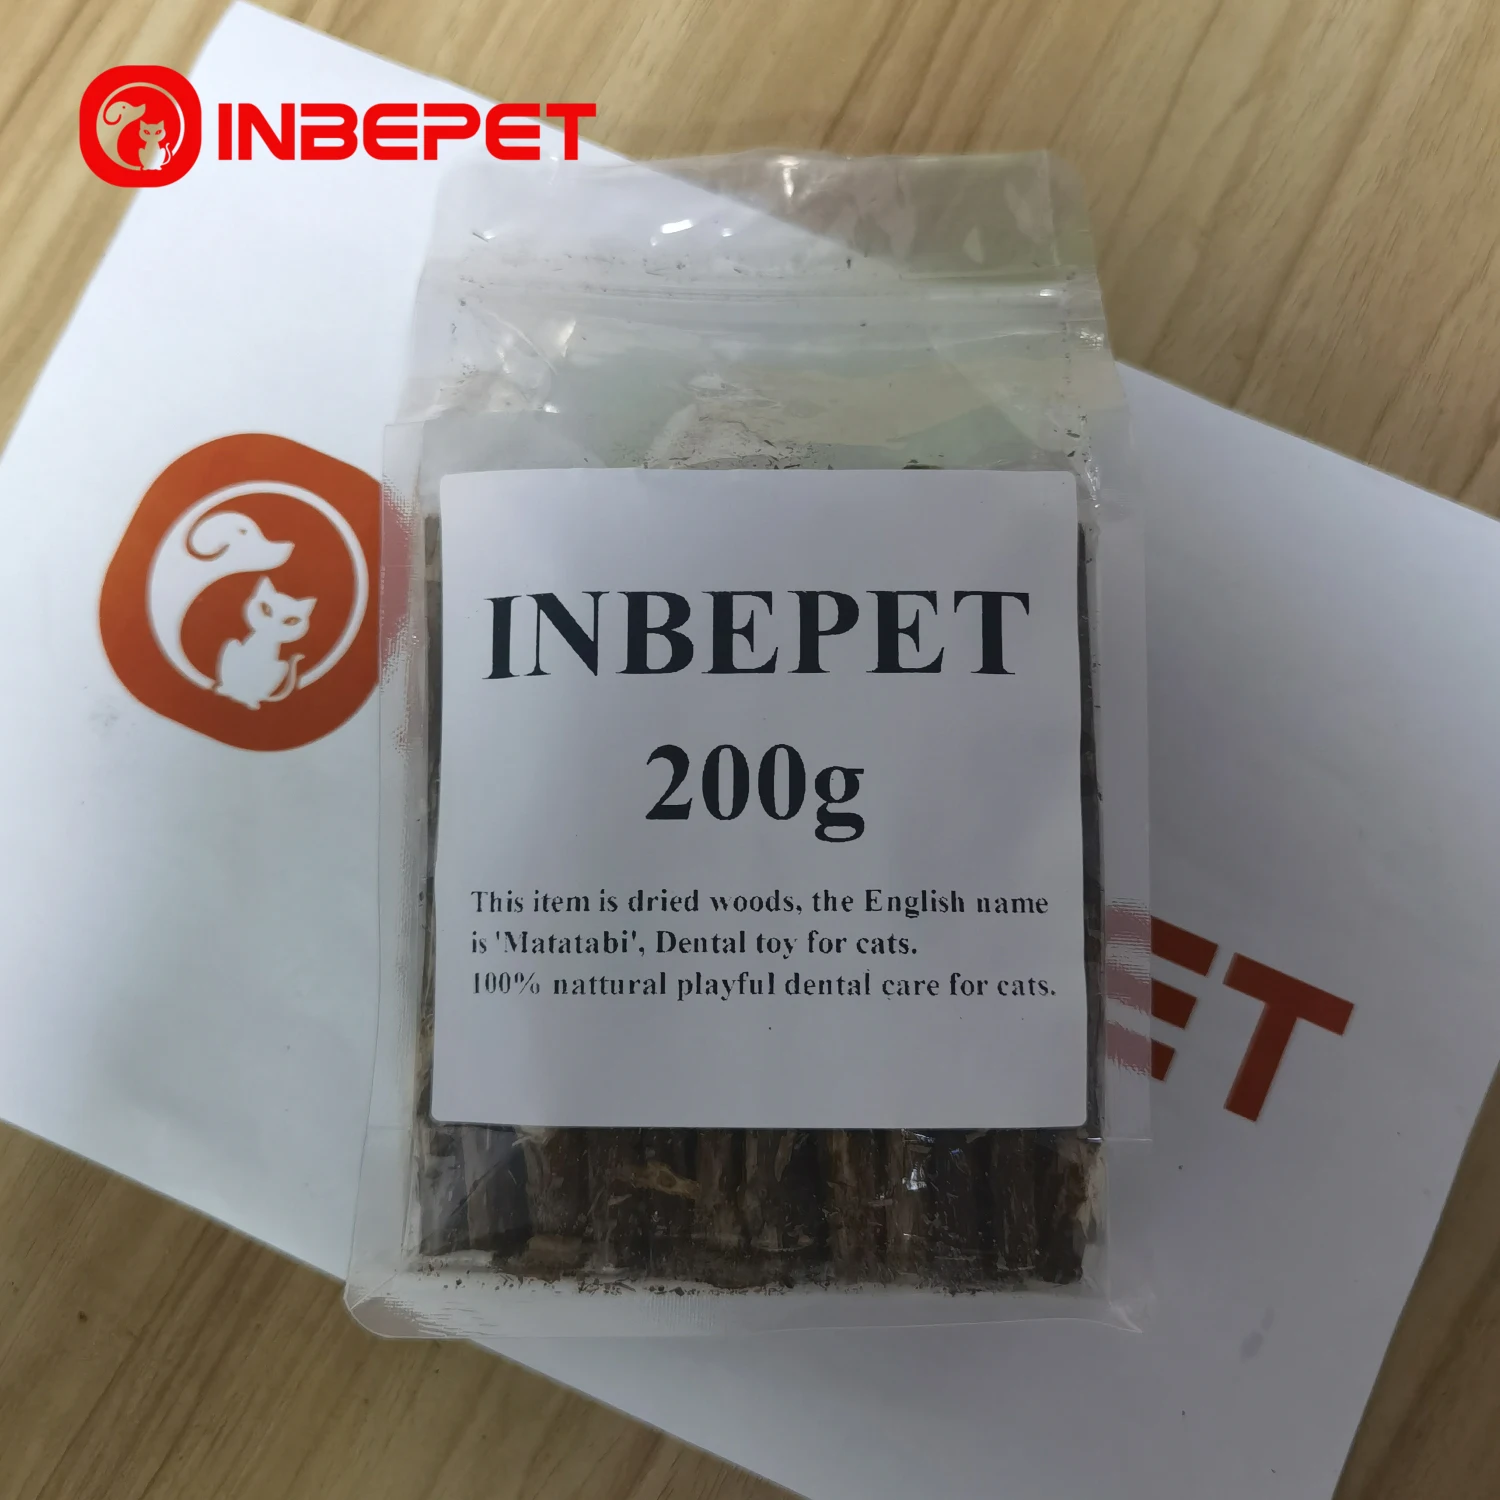 INBEPET
INBEPET
200g
This item is dried woods, the English name
is 'Matatabi', Dental toy for cats.
100% nattural playful dental care for cats.
ET